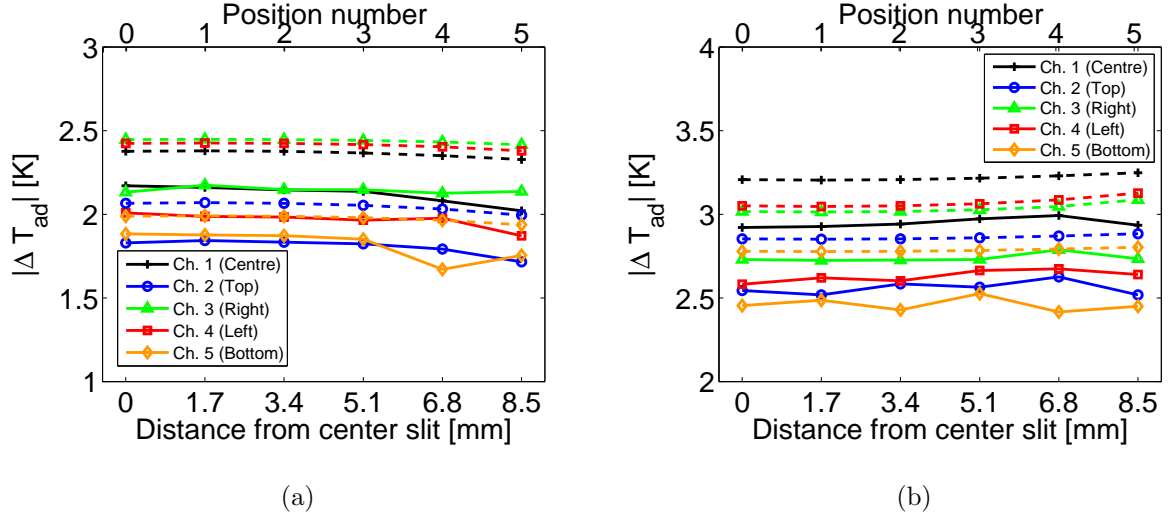 Position number
0 1 2 3 4 5
3
2.5
2
1.5
1
|Δ T_ad| [K]
Ch. 1 (Centre)
Ch. 2 (Top)
Ch. 3 (Right)
Ch. 4 (Left)
Ch. 5 (Bottom)
0 1.7 3.4 5.1 6.8 8.5
Distance from center slit [mm]
(a)
Position number
0 1 2 3 4 5
4
3.5
3
2.5
2
|Δ T_ad| [K]
Ch. 1 (Centre)
Ch. 2 (Top)
Ch. 3 (Right)
Ch. 4 (Left)
Ch. 5 (Bottom)
0 1.7 3.4 5.1 6.8 8.5
Distance from center slit [mm]
(b)